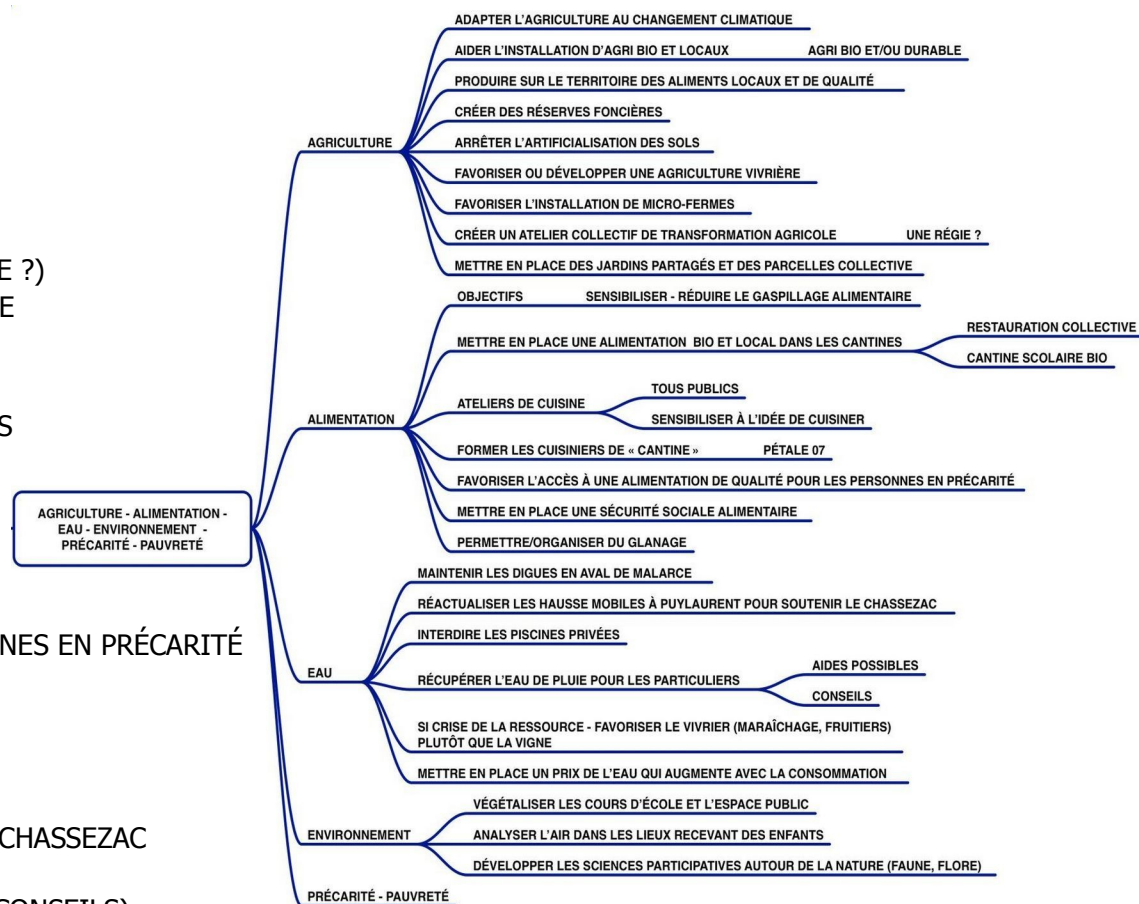 E ?)
E
S
NES EN PRÉCARITÉ
CHASSEZAC
CONSEILS)
AGRICULTURE - ALIMENTATION -
EAU - ENVIRONNEMENT -
PRÉCARITÉ - PAUVRETÉ
AGRICULTURE
ADAPTER L'AGRICULTURE AU CHANGEMENT CLIMATIQUE
AIDER L'INSTALLATION D'AGRI BIO ET LOCAUX AGRI BIO ET/OU DURABLE
PRODUIRE SUR LE TERRITOIRE DES ALIMENTS LOCAUX ET DE QUALITÉ
CRÉER DES RÉSERVES FONCIÈRES
ARRÊTER L'ARTIFICIALISATION DES SOLS
FAVORISER OU DÉVELOPPER UNE AGRICULTURE VIVRIÈRE
FAVORISER L'INSTALLATION DE MICRO-FERMES
CRÉER UN ATELIER COLLECTIF DE TRANSFORMATION AGRICOLE UNE RÉGIE ?
METTRE EN PLACE DES JARDINS PARTAGÉS ET DES PARCELLES COLLECTIVE
ALIMENTATION
OBJECTIFS SENSIBILISER - RÉDUIRE LE GASPILLAGE ALIMENTAIRE
METTRE EN PLACE UNE ALIMENTATION BIO ET LOCAL DANS LES CANTINES
RESTAURATION COLLECTIVE
CANTINE SCOLAIRE BIO
ATELIERS DE CUISINE
TOUS PUBLICS
SENSIBILISER À L'IDÉE DE CUISINER
FORMER LES CUISINIERS DE « CANTINE » PÉTALE 07
FAVORISER L'ACCÈS À UNE ALIMENTATION DE QUALITÉ POUR LES PERSONNES EN PRÉCARITÉ
METTRE EN PLACE UNE SÉCURITÉ SOCIALE ALIMENTAIRE
PERMETTRE/ORGANISER DU GLANAGE
EAU
MAINTENIR LES DIGUES EN AVAL DE MALARCE
RÉACTUALISER LES HAUSSE MOBILES À PUYLAURENT POUR SOUTENIR LE CHASSEZAC
INTERDIRE LES PISCINES PRIVÉES
RÉCUPÉRER L'EAU DE PLUIE POUR LES PARTICULIERS
AIDES POSSIBLES
CONSEILS
SI CRISE DE LA RESSOURCE - FAVORISER LE VIVRIER (MARAÎCHAGE, FRUITIERS)
PLUTÔT QUE LA VIGNE
METTRE EN PLACE UN PRIX DE L'EAU QUI AUGMENTE AVEC LA CONSOMMATION
ENVIRONNEMENT
VÉGÉTALISER LES COURS D'ÉCOLE ET L'ESPACE PUBLIC
ANALYSER L'AIR DANS LES LIEUX RECEVANT DES ENFANTS
DÉVELOPPER LES SCIENCES PARTICIPATIVES AUTOUR DE LA NATURE (FAUNE, FLORE)
PRÉCARITÉ - PAUVRETÉ